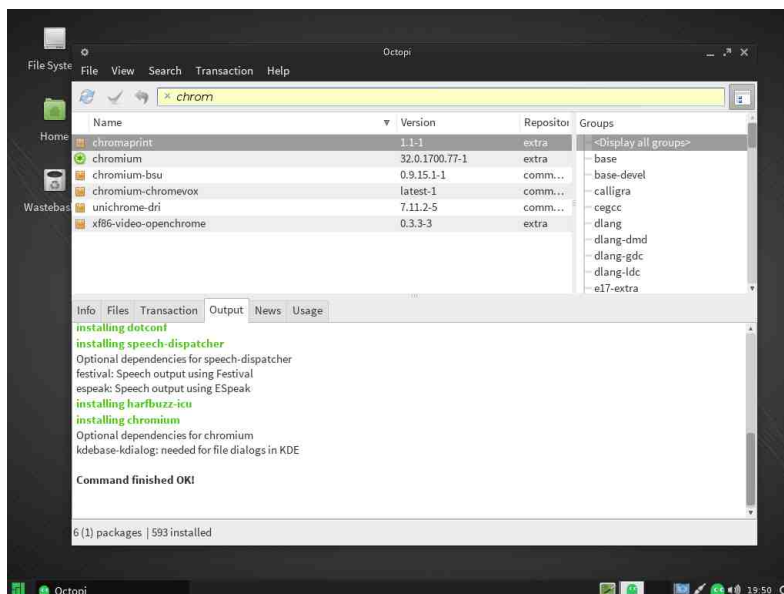 File Syste
Home
Wastebas
Octopi
File View Search Transaction Help
chrom
Name Version Repositor
chromaprint 1.1-1 extra
chromium 32.0.1700.77-1 extra
chromium-bsu 0.9.15.1-1 comm...
chromium-chromevox latest-1 comm...
unichrome-dri 7.11.2-5 comm...
xf86-video-openchrome 0.3.3-3 extra
Groups
<Display all groups>
base
base-devel
calligra
cegcc
dlang
dlang-dmd
dlang-gdc
dlang-ldc
e17-extra
Info Files Transaction Output News Usage
installing dotconf
installing speech-dispatcher
Optional dependencies for speech-dispatcher
festival: Speech output using Festival
espeak: Speech output using ESpeak
installing harfbuzz-icu
installing chromium
Optional dependencies for chromium
kdebase-kdialog: needed for file dialogs in KDE
Command finished OK!
6 (1) packages | 593 installed
Octopi
19:50